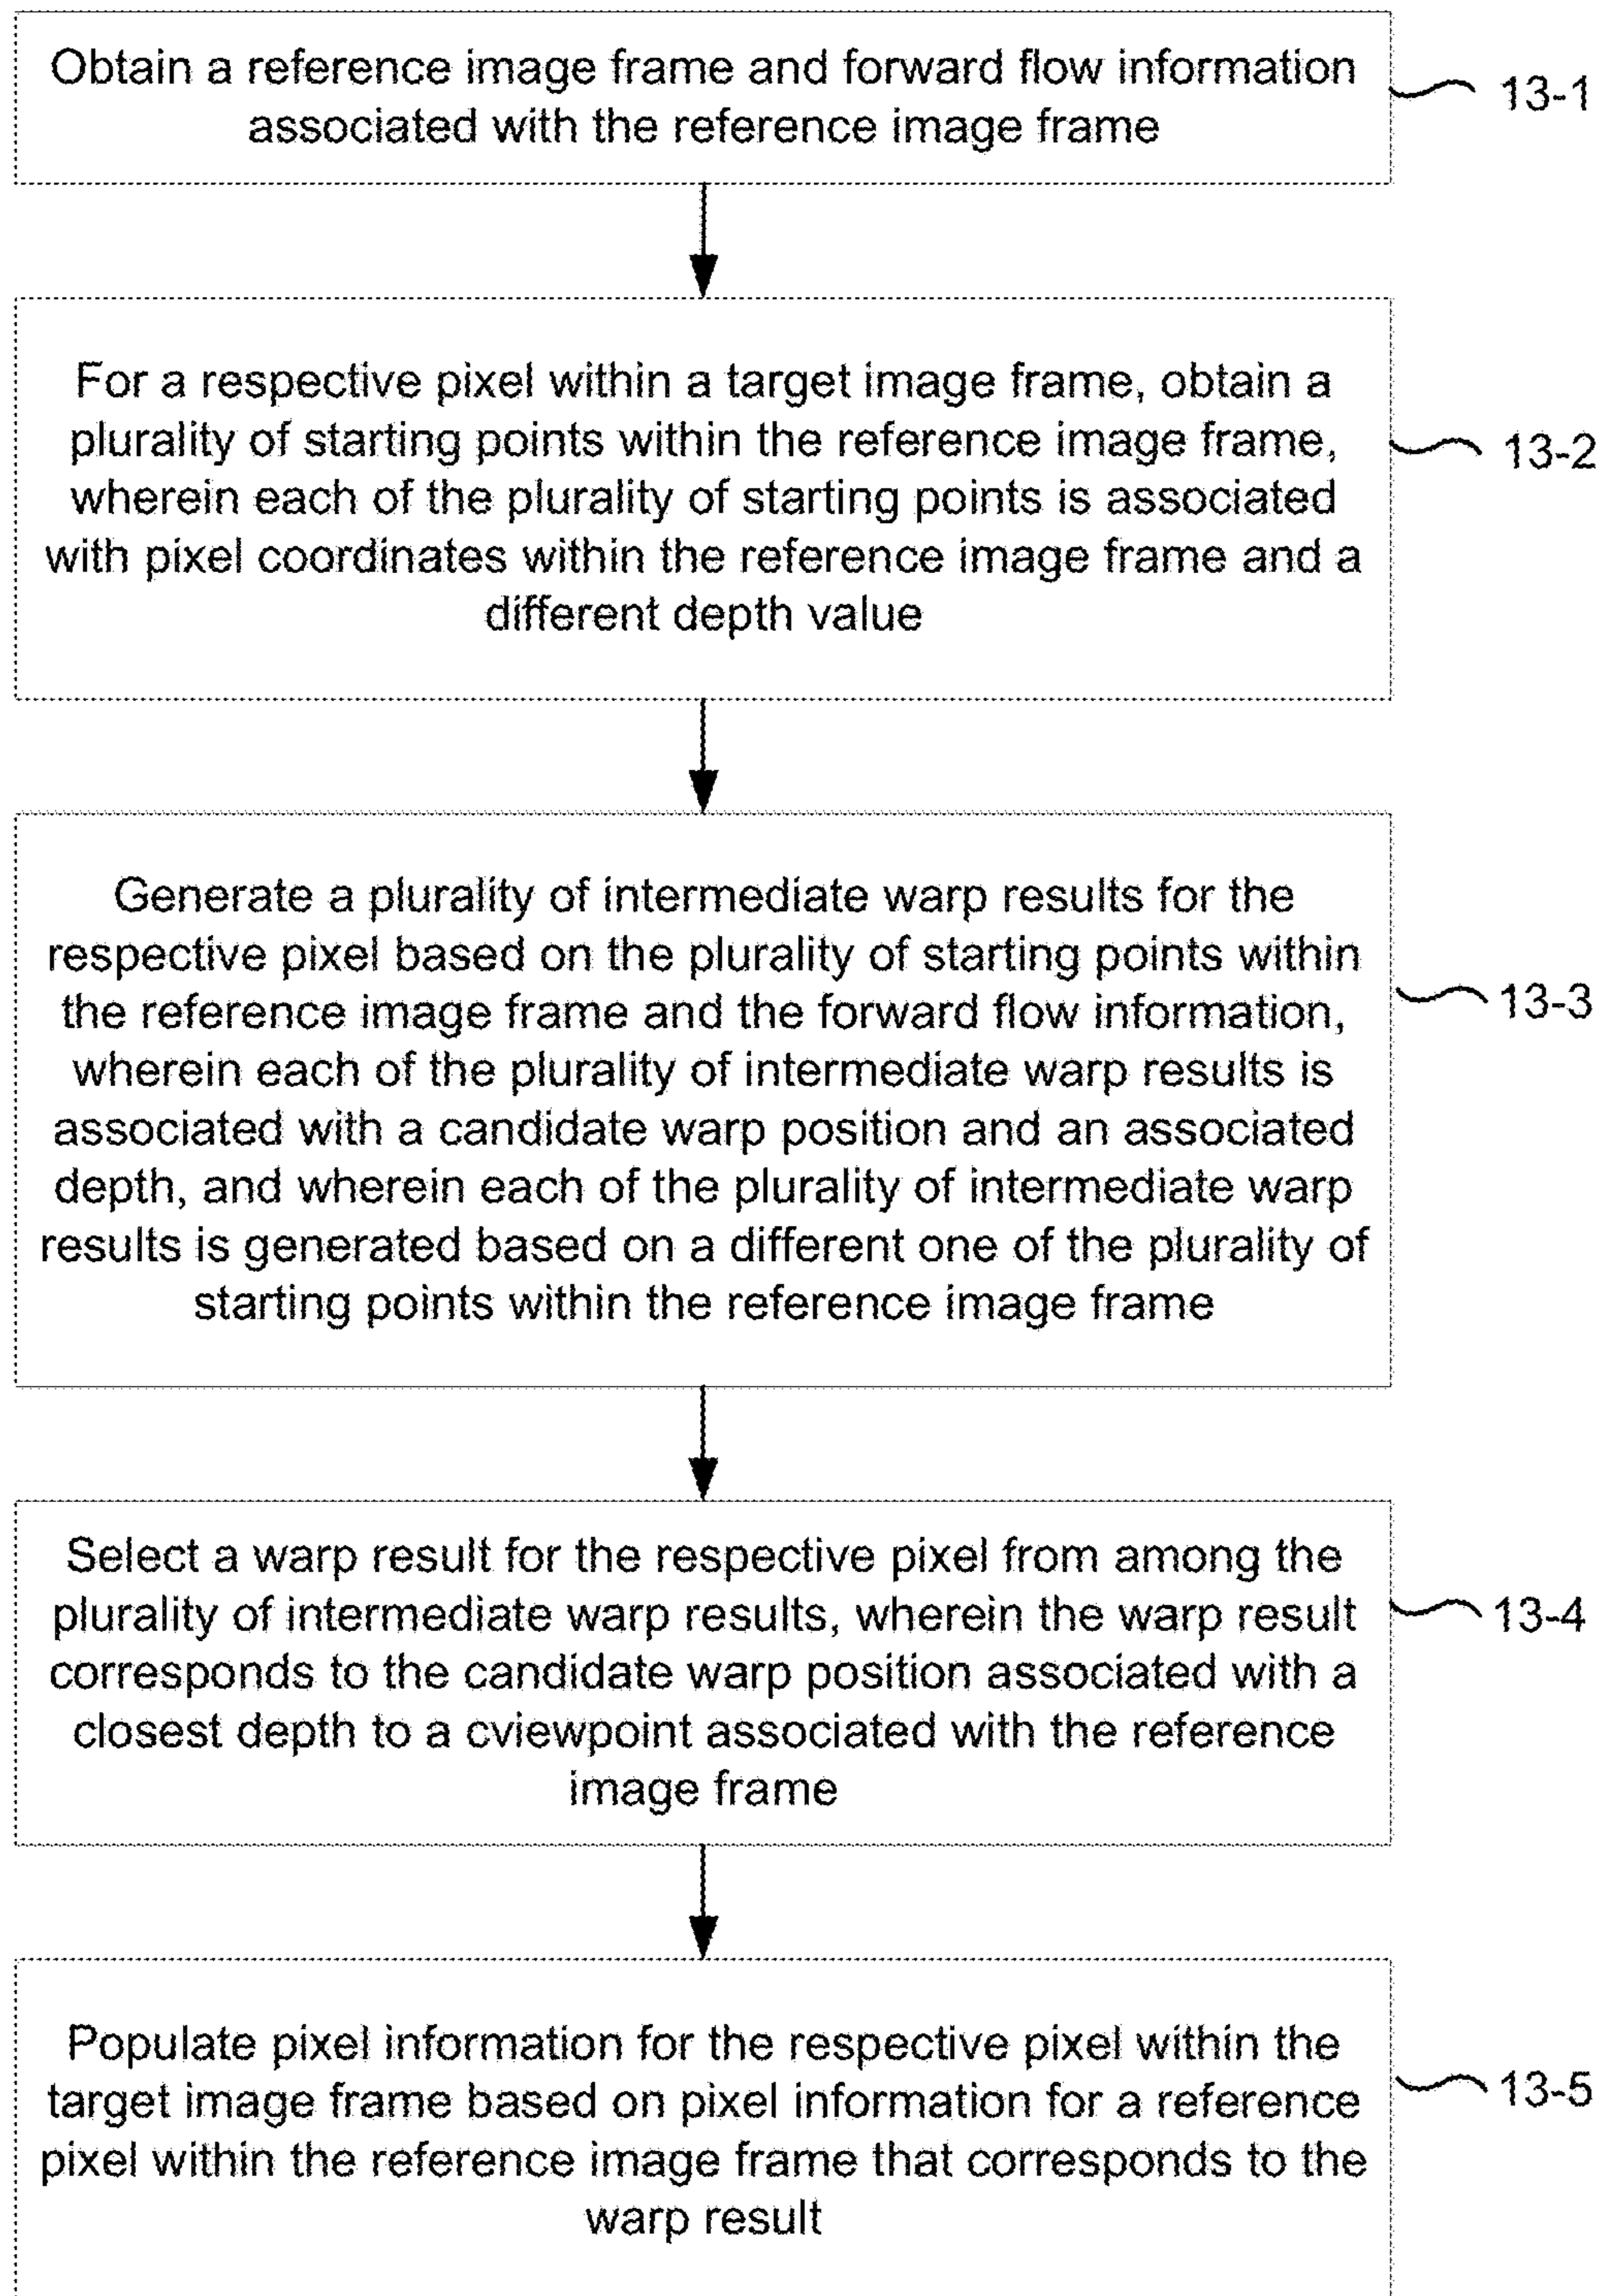 Obtain a reference image frame and forward flow information
associated with the reference image frame
13-1
For a respective pixel within a target image frame, obtain a
plurality of starting points within the reference image frame,
wherein each of the plurality of starting points is associated
with pixel coordinates within the reference image frame and a
different depth value
13-2
Generate a plurality of intermediate warp results for the
respective pixel based on the plurality of starting points within
the reference image frame and the forward flow information,
wherein each of the plurality of intermediate warp results is
associated with a candidate warp position and an associated
depth, and wherein each of the plurality of intermediate warp
results is generated based on a different one of the plurality of
starting points within the reference image frame
13-3
Select a warp result for the respective pixel from among the
plurality of intermediate warp results, wherein the warp result
corresponds to the candidate warp position associated with a
closest depth to a cviewpoint associated with the reference
image frame
13-4
Populate pixel information for the respective pixel within the
target image frame based on pixel information for a reference
pixel within the reference image frame that corresponds to the
warp result
13-5